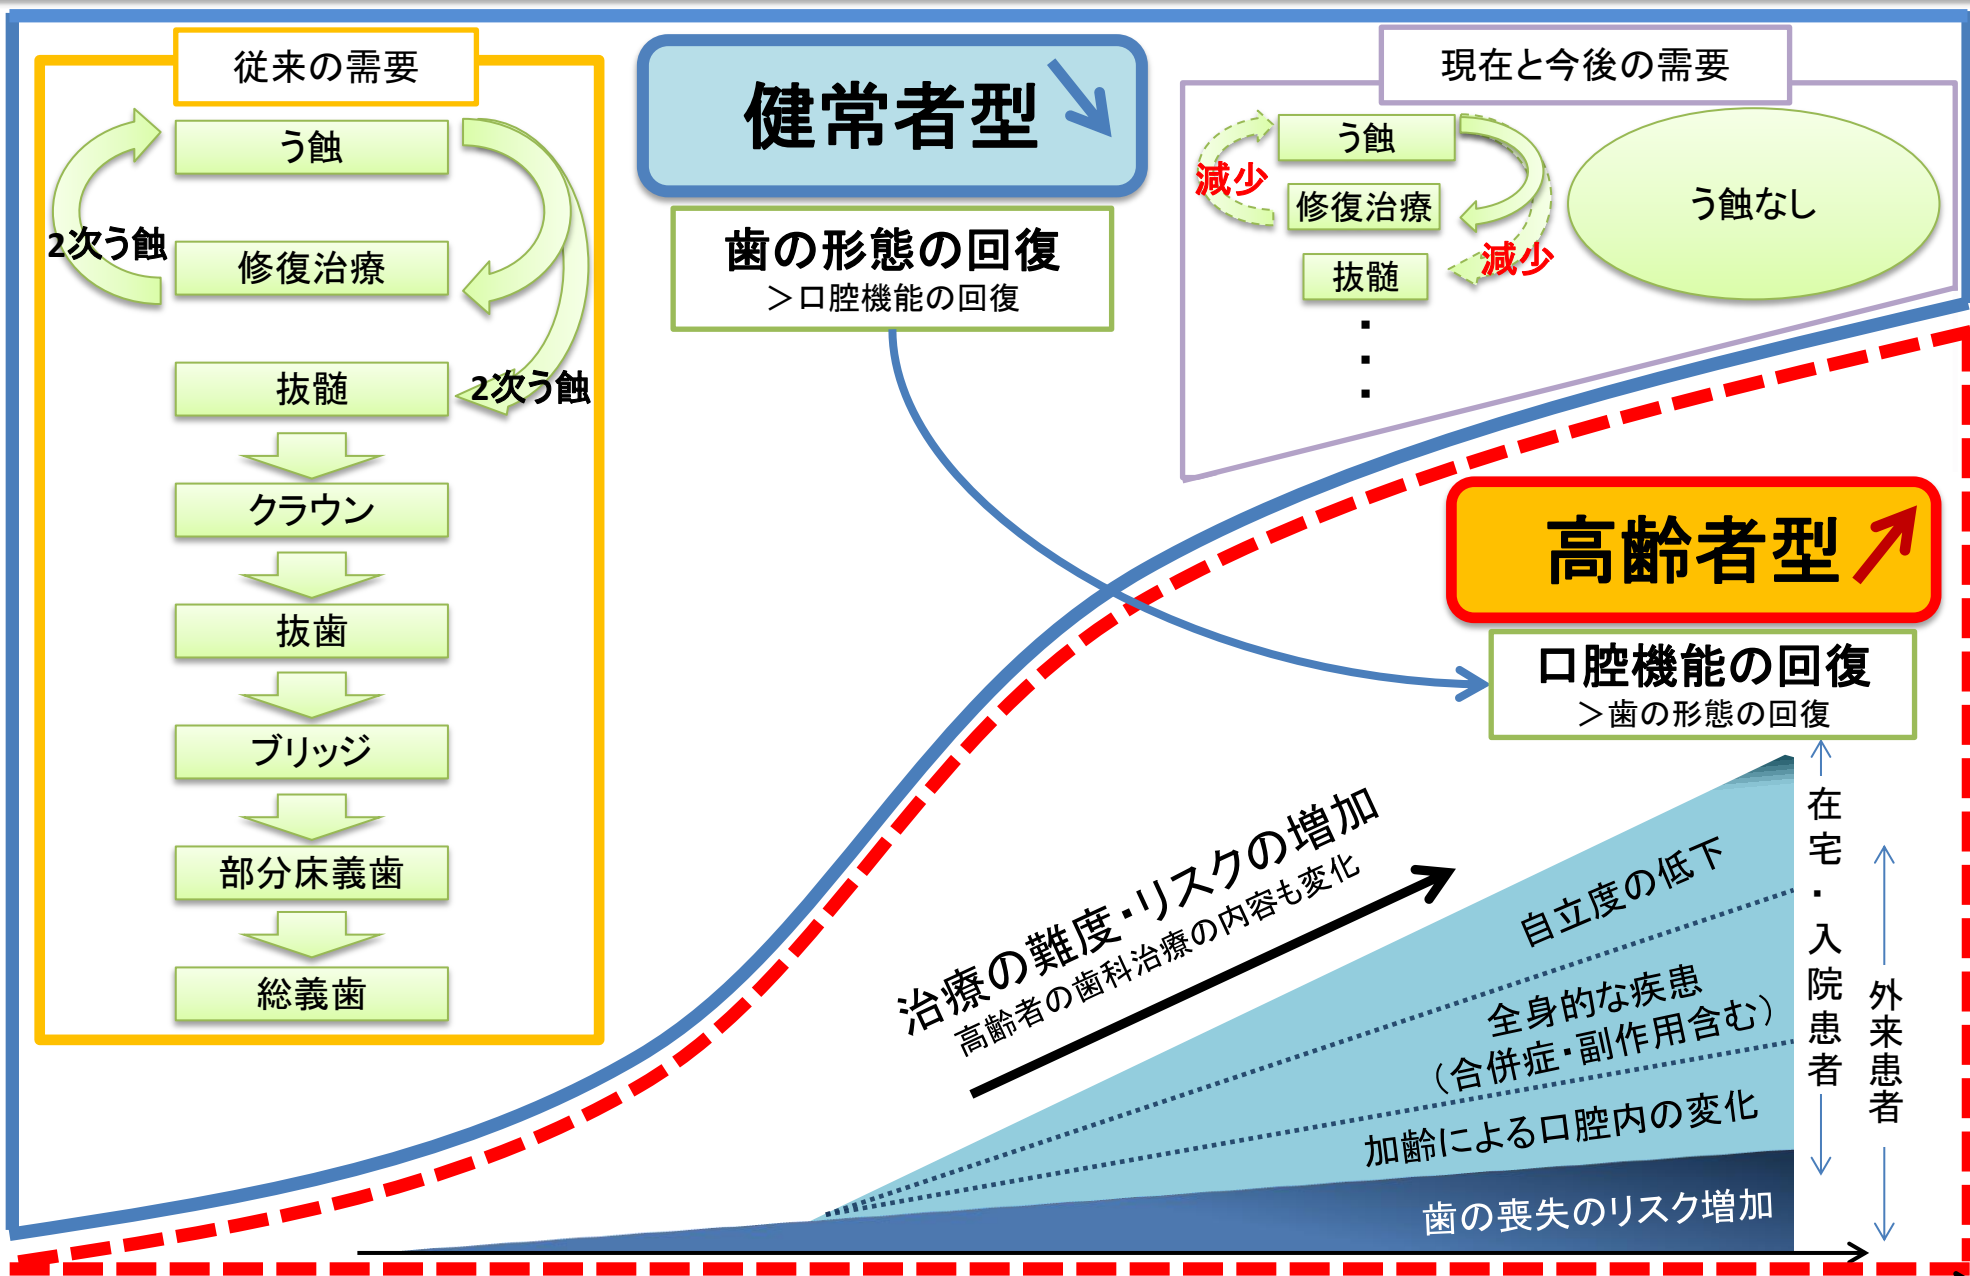 従来の需要
う蝕
2次う蝕
修復治療
抜髄
2次う蝕
クラウン
抜歯
ブリッジ
部分床義歯
総義歯
健常者型
歯の形態の回復
＞口腔機能の回復
現在と今後の需要
う蝕
減少
修復治療
減少
抜髄
・
・
・
う蝕なし
高齢者型
口腔機能の回復
＞歯の形態の回復
治療の難度・リスクの増加
高齢者の歯科治療の内容も変化
自立度の低下
全身的な疾患
（合併症・副作用含む）
加齢による口腔内の変化
歯の喪失のリスク増加
在宅・入院患者
外来患者